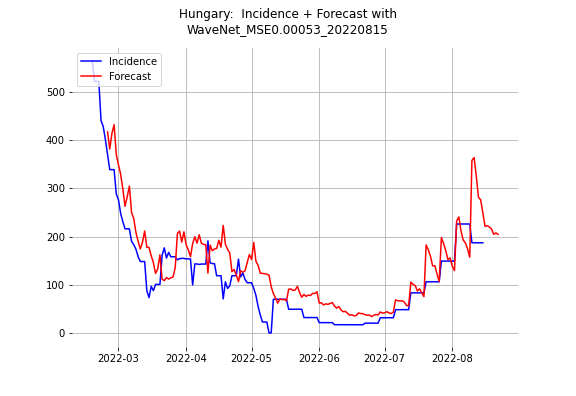 Hungary:  Incidence + Forecast with
WaveNet_MSE0.00053_20220815
Incidence
Forecast
500
400
300
200
100
0
2022-03 2022-04 2022-05 2022-06 2022-07 2022-08